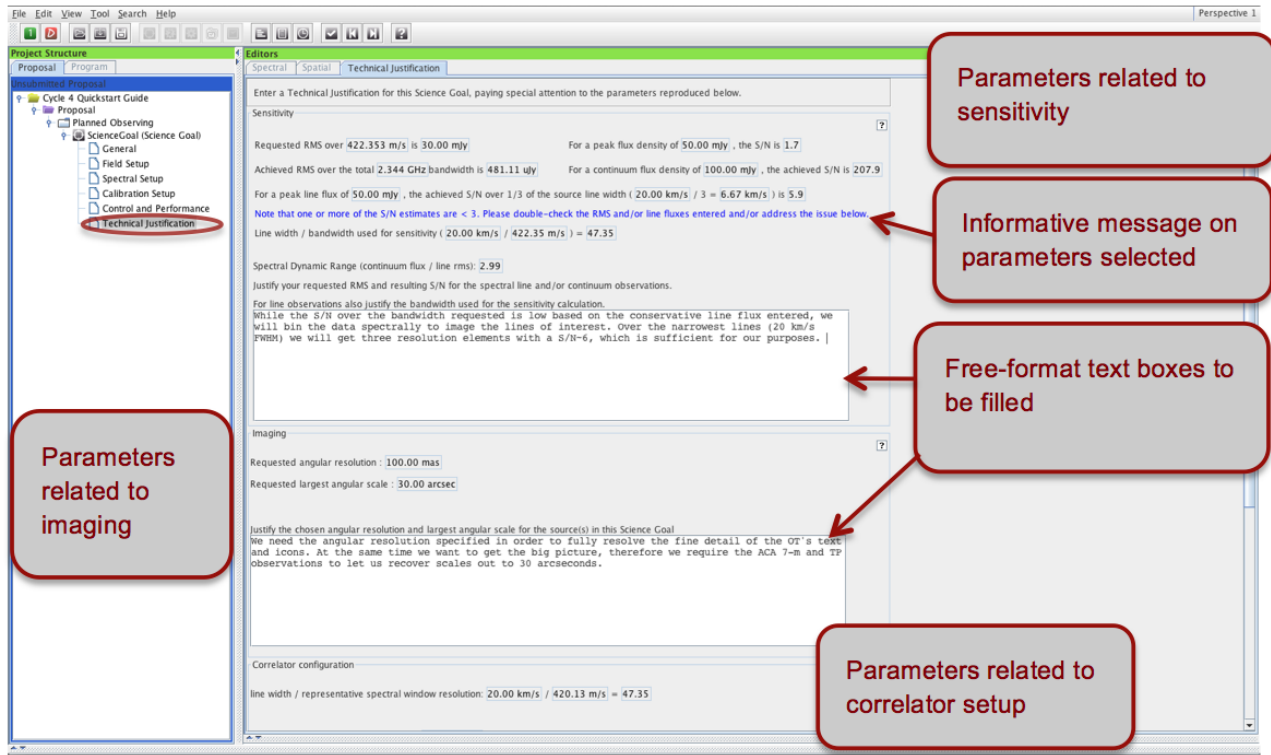 File Edit View Tool Search Help
Perspective 1
Project Structure
Proposal Program
Unsubmitted Proposal
Cycle 4 Quickstart Guide
Proposal
Planned Observing
ScienceGoal (Science Goal)
General
Field Setup
Spectral Setup
Calibration Setup
Control and Performance
Technical Justification
Editors
Spectral Spatial Technical Justification
Enter a Technical Justification for this Science Goal, paying special attention to the parameters reproduced below.
Sensitivity
?
Requested RMS over 422.353 m/s is 30.00 mJy For a peak flux density of 50.00 mJy , the S/N is 1.7
Achieved RMS over the total 2.344 GHz bandwidth is 481.11 uJy For a continuum flux density of 100.00 mJy , the achieved S/N is 207.9
For a peak line flux of 50.00 mJy , the achieved S/N over 1/3 of the source line width ( 20.00 km/s / 3 = 6.67 km/s ) is 5.9
Note that one or more of the S/N estimates are < 3. Please double-check the RMS and/or line fluxes entered and/or address the issue below.
Line width / bandwidth used for sensitivity ( 20.00 km/s / 422.35 m/s ) = 47.35
Spectral Dynamic Range (continuum flux / line rms): 2.99
Justify your requested RMS and resulting S/N for the spectral line and/or continuum observations.
For line observations also justify the bandwidth used for the sensitivity calculation.
While the S/N over the bandwidth requested is low based on the conservative line flux entered, we
will bin the data spectrally to image the lines of interest. Over the narrowest lines (20 km/s
FWHM) we will get three resolution elements with a S/N~6, which is sufficient for our purposes.
Imaging
?
Requested angular resolution : 100.00 mas
Requested largest angular scale : 30.00 arcsec
Justify the chosen angular resolution and largest angular scale for the source(s) in this Science Goal
We need the angular resolution specified in order to fully resolve the fine detail of the OT's text
and icons. At the same time we want to get the big picture, therefore we require the ACA 7-m and TP
observations to let us recover scales out to 30 arcseconds.
Correlator configuration
line width / representative spectral window resolution: 20.00 km/s / 420.13 m/s = 47.35
Parameters related to
sensitivity
Informative message on
parameters selected
Free-format text boxes to
be filled
Parameters
related to
imaging
Parameters related to
correlator setup